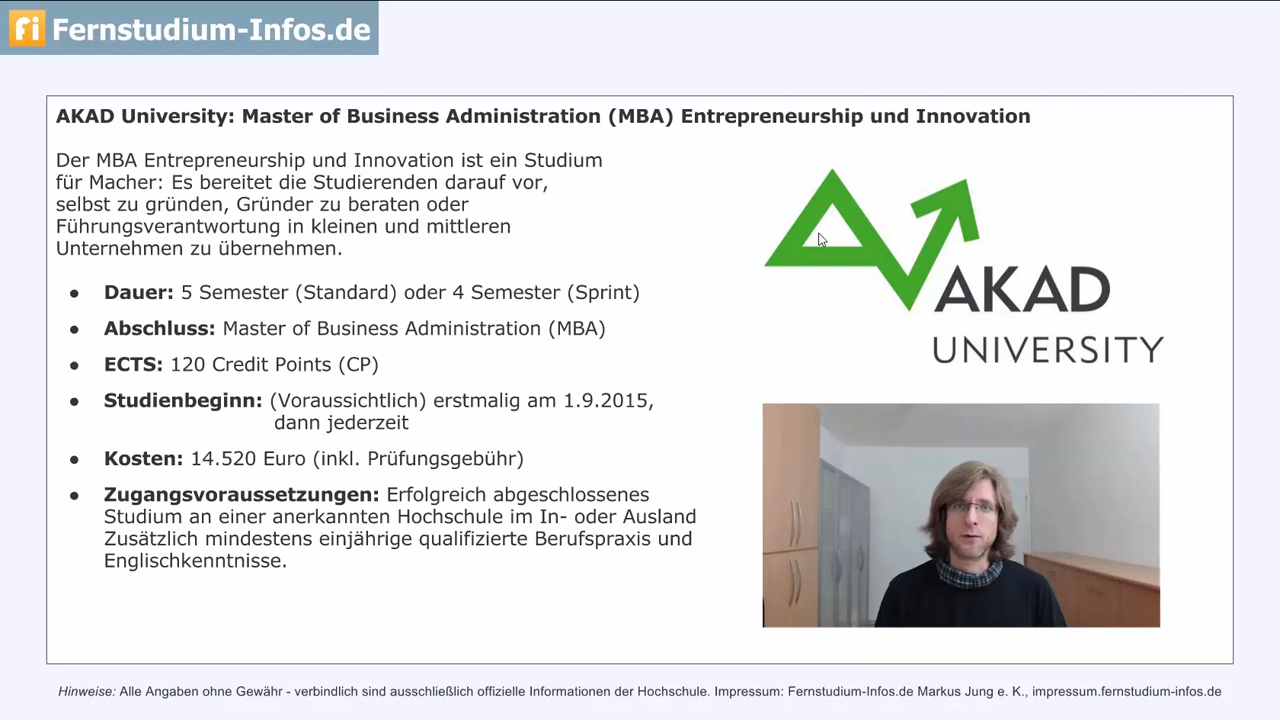 fi Fernstudium-Infos.de
AKAD University: Master of Business Administration (MBA) Entrepreneurship und Innovation
Der MBA Entrepreneurship und Innovation ist ein Studium
für Macher: Es bereitet die Studierenden darauf vor,
selbst zu gründen, Gründer zu beraten oder
Führungsverantwortung in kleinen und mittleren
Unternehmen zu übernehmen.
● Dauer: 5 Semester (Standard) oder 4 Semester (Sprint)
● Abschluss: Master of Business Administration (MBA)
● ECTS: 120 Credit Points (CP)
● Studienbeginn: (Voraussichtlich) erstmalig am 1.9.2015,
dann jederzeit
● Kosten: 14.520 Euro (inkl. Prüfungsgebühr)
● Zugangsvoraussetzungen: Erfolgreich abgeschlossenes
Studium an einer anerkannten Hochschule im In- oder Ausland
Zusätzlich mindestens einjährige qualifizierte Berufspraxis und
Englischkenntnisse.
AKAD
UNIVERSITY
Hinweise: Alle Angaben ohne Gewähr - verbindlich sind ausschließlich offizielle Informationen der Hochschule. Impressum: Fernstudium-Infos.de Markus Jung e. K., impressum.fernstudium-infos.de